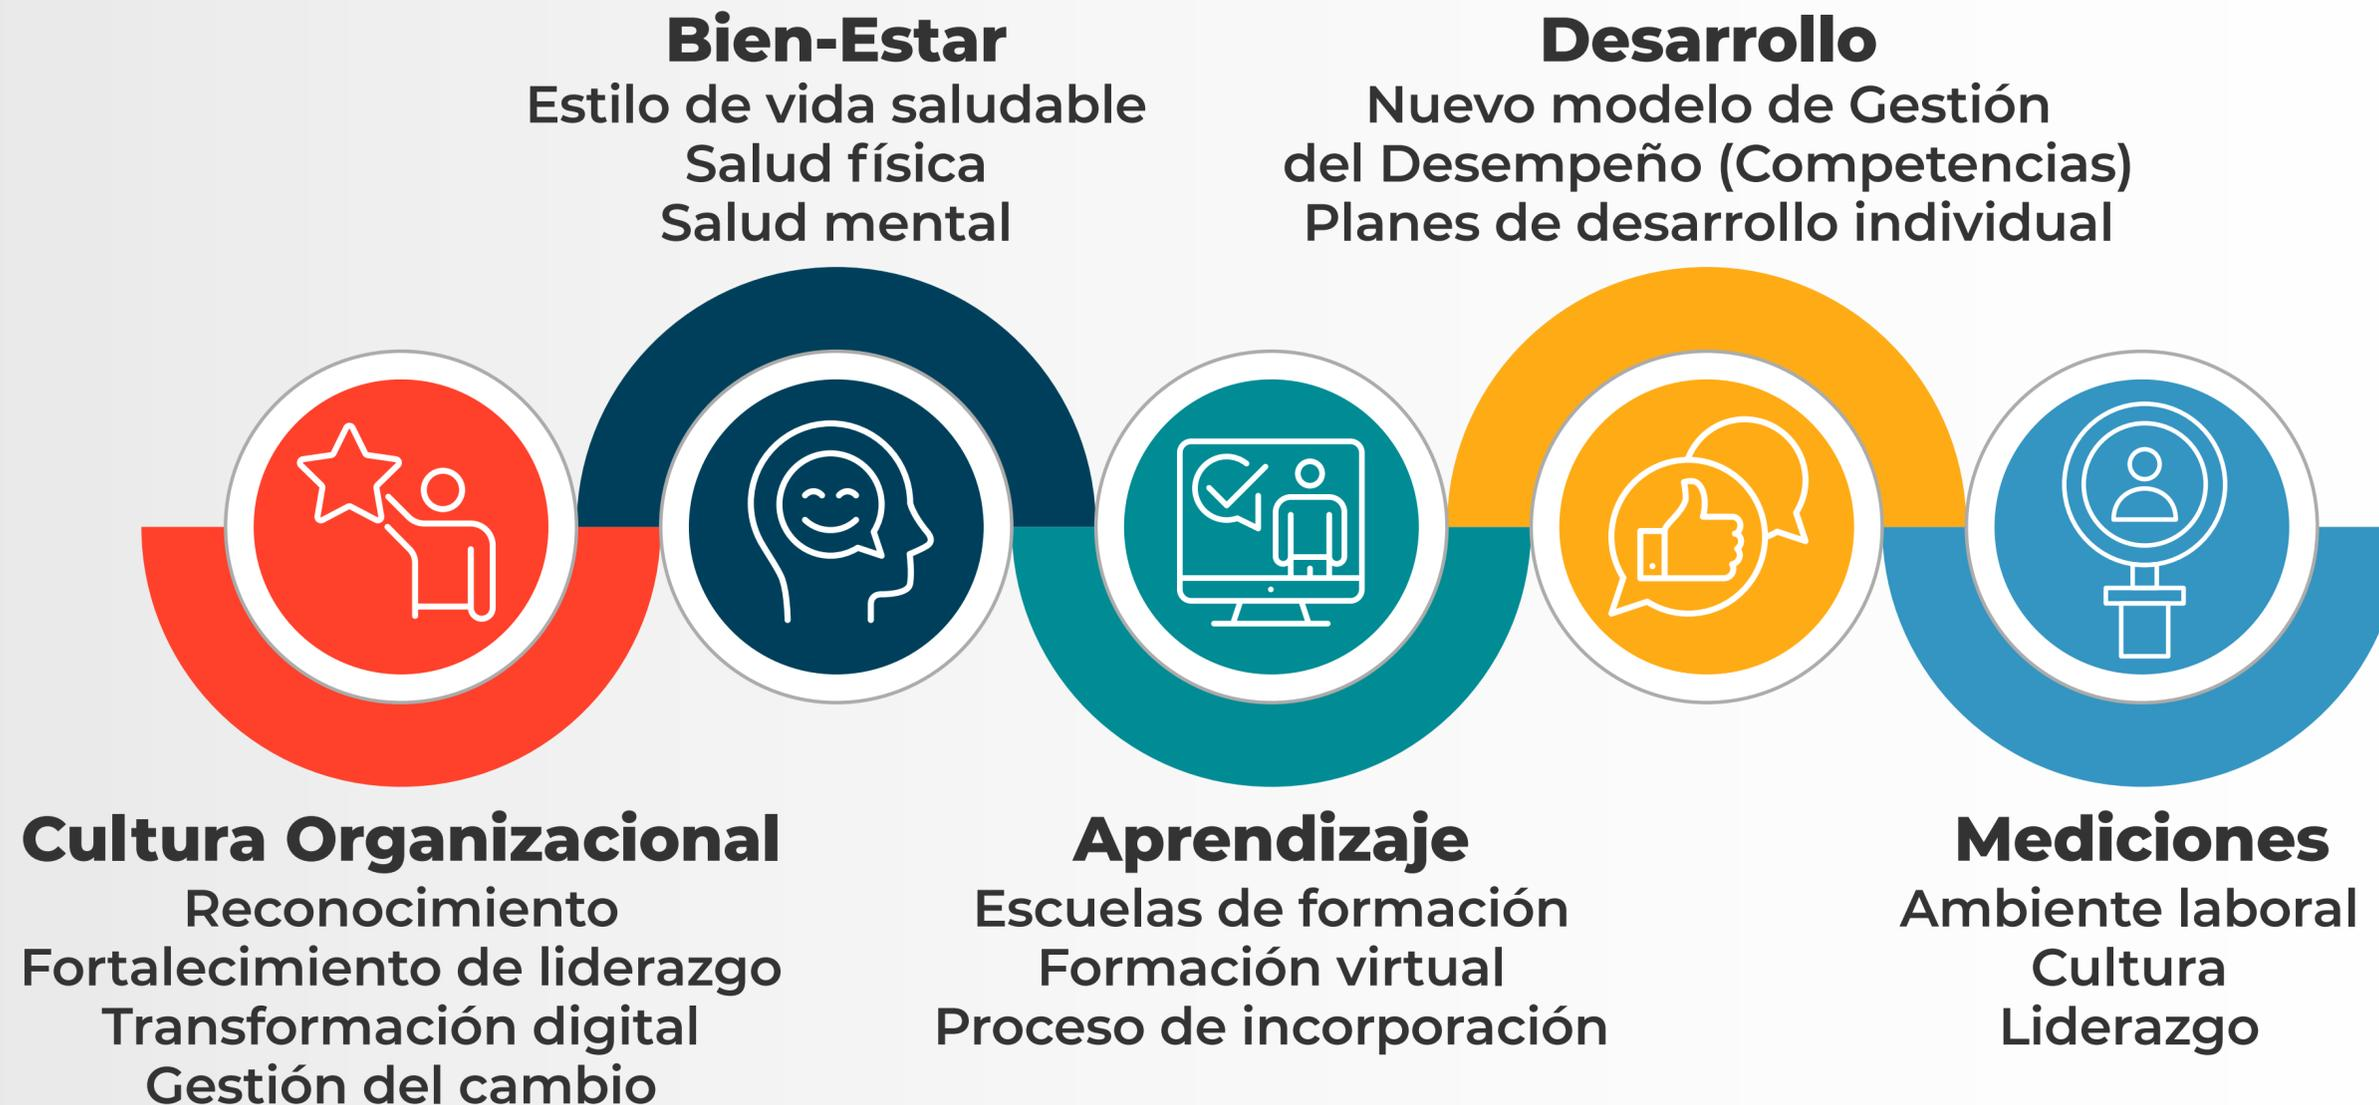 Bien-Estar
Estilo de vida saludable
Salud física
Salud mental
Desarrollo
Nuevo modelo de Gestión
del Desempeño (Competencias)
Planes de desarrollo individual
Cultura Organizacional
Reconocimiento
Fortalecimiento de liderazgo
Transformación digital
Gestión del cambio
Aprendizaje
Escuelas de formación
Formación virtual
Proceso de incorporación
Mediciones
Ambiente laboral
Cultura
Liderazgo